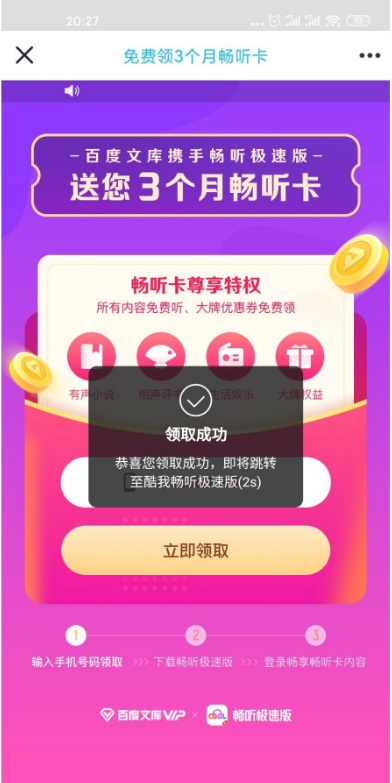 20:27
22
免费领3个月畅听卡
百度文库携手畅听极速版
送您3个月畅听卡
畅听卡尊享特权
所有内容免费听、大牌优惠券免费领
有声小说 相声评书 生活娱乐 大牌权益
领取成功
恭喜您领取成功，即将跳转
至酷我畅听极速版(2s)
立即领取
1 2 3
输入手机号码领取 >>> 下载畅听极速版 >>> 登录畅享畅听卡内容
百度文库VIP × 畅听极速版